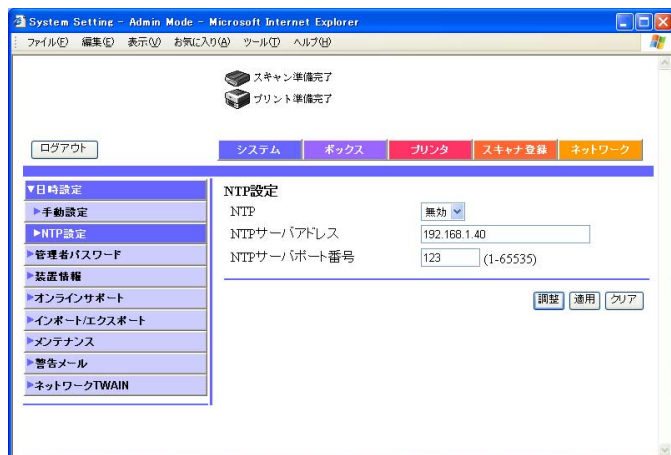 System Setting - Admin Mode - Microsoft Internet Explorer
ファイル(F) 編集(E) 表示(V) お気に入り(A) ツール(T) ヘルプ(H)
スキャン準備完了
プリント準備完了
ログアウト
システム ボックス プリンタ スキャナ登録 ネットワーク
▼日時設定
▶手動設定
▶NTP設定
▶管理者パスワード
▶装置情報
▶オンラインサポート
▶インポート/エクスポート
▶メンテナンス
▶警告メール
▶ネットワークTWAIN
NTP設定
NTP 無効
NTPサーバアドレス 192.168.1.40
NTPサーバポート番号 123 (1-65535)
調整 適用 クリア